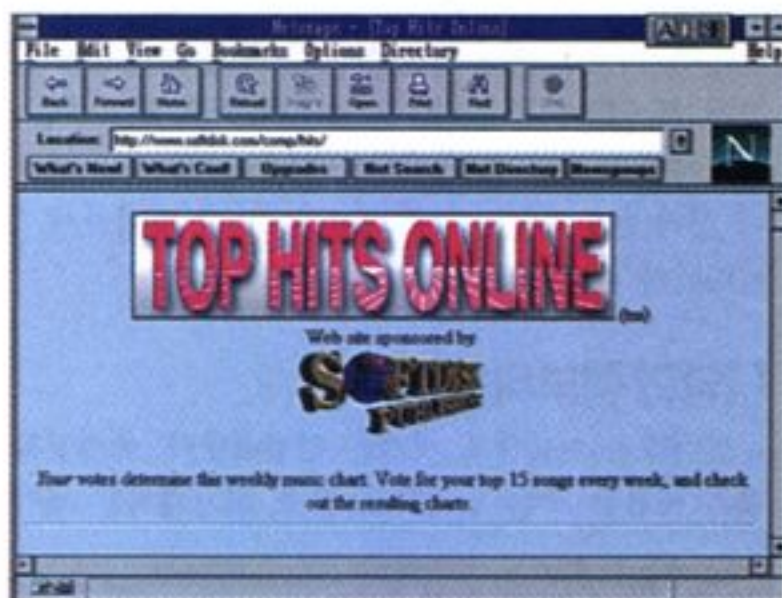 Netscape - [Top Hits Online]
File Edit View Go Bookmarks Options Directory Help
Back Forward Home Reload Open Print Find
Location: http://www.softdisk.com/comp/hits/
What's New! What's Cool! Upgrades Net Search Net Directory Newsgroups
N
TOP HITS ONLINE
(tm)
Web site sponsored by:
SOFTDISK
PUBLISHING
Your votes determine this weekly music chart. Vote for your top 15 songs every week, and check
out the resulting charts.